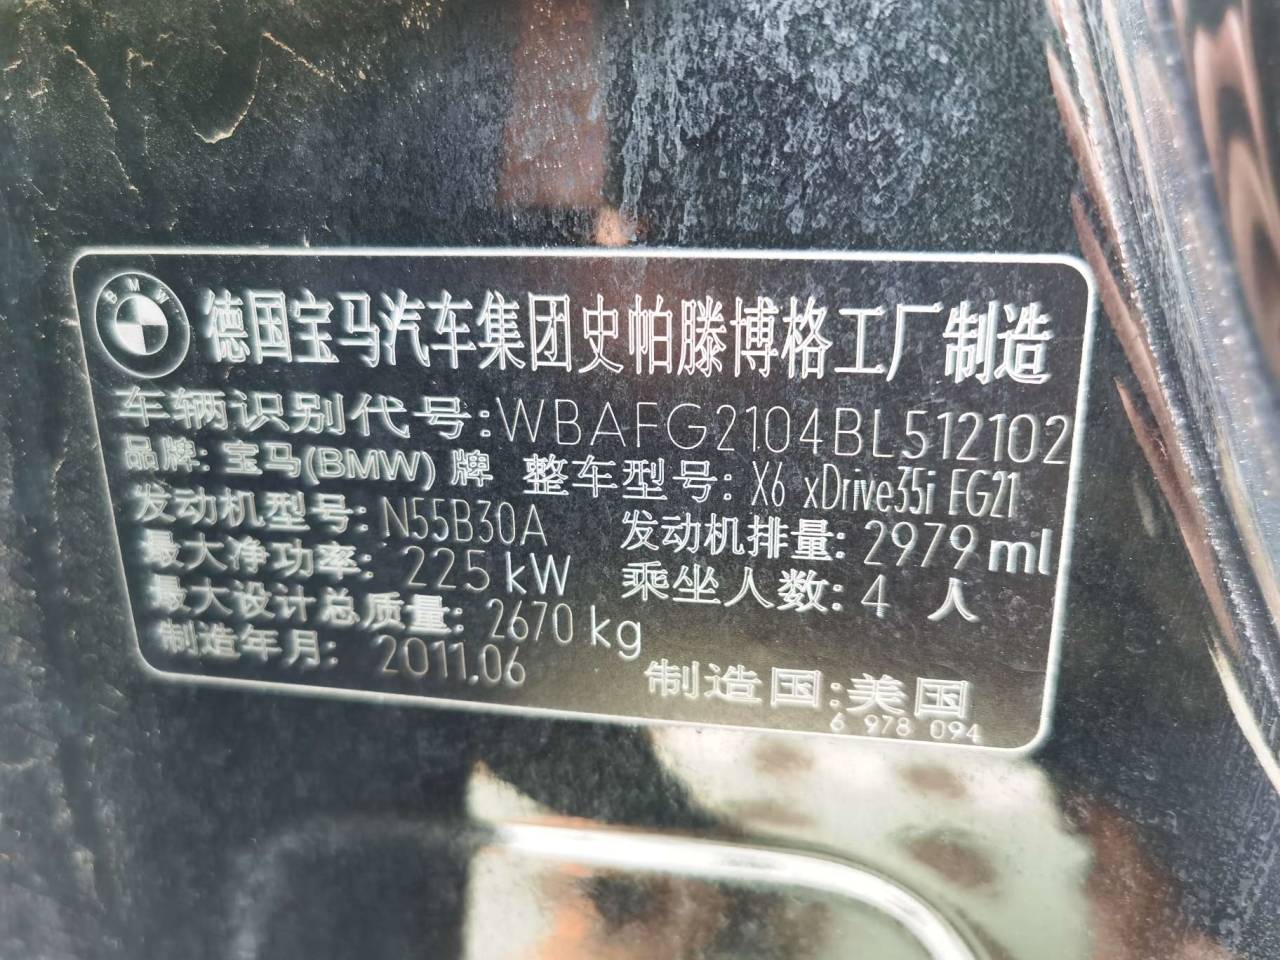 BMW
德国宝马汽车集团史帕滕博格工厂制造
车辆识别代号:WBAFG2104BL512102
品牌:宝马(BMW)牌 整车型号:X6 xDrive35i FG21
发动机型号:N55B30A 发动机排量:2979ml
最大净功率:225kW 乘坐人数:4人
最大设计总质量:2670kg
制造年月:2011.06 制造国:美国
6 978 094